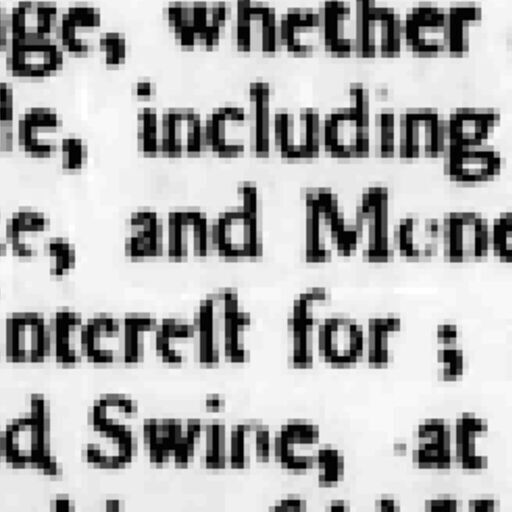 ge, whether
le, including
e, and Mone
ntereſt for ;
d Swine, at